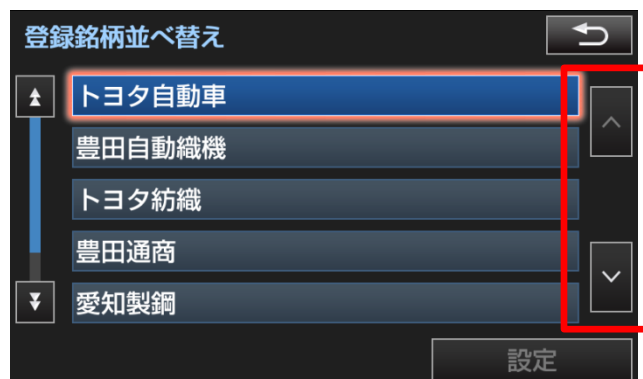 登録銘柄並べ替え
トヨタ自動車
豊田自動織機
トヨタ紡織
豊田通商
愛知製鋼
設定